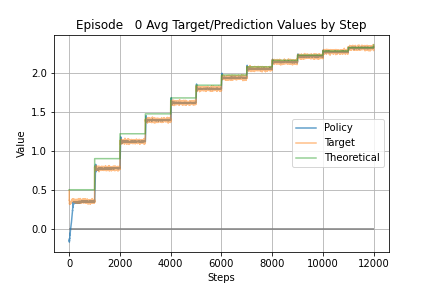 Episode   0 Avg Target/Prediction Values by Step
Value
2.0
1.5
1.0
0.5
0.0
Policy
Target
Theoretical
0 2000 4000 6000 8000 10000 12000
Steps